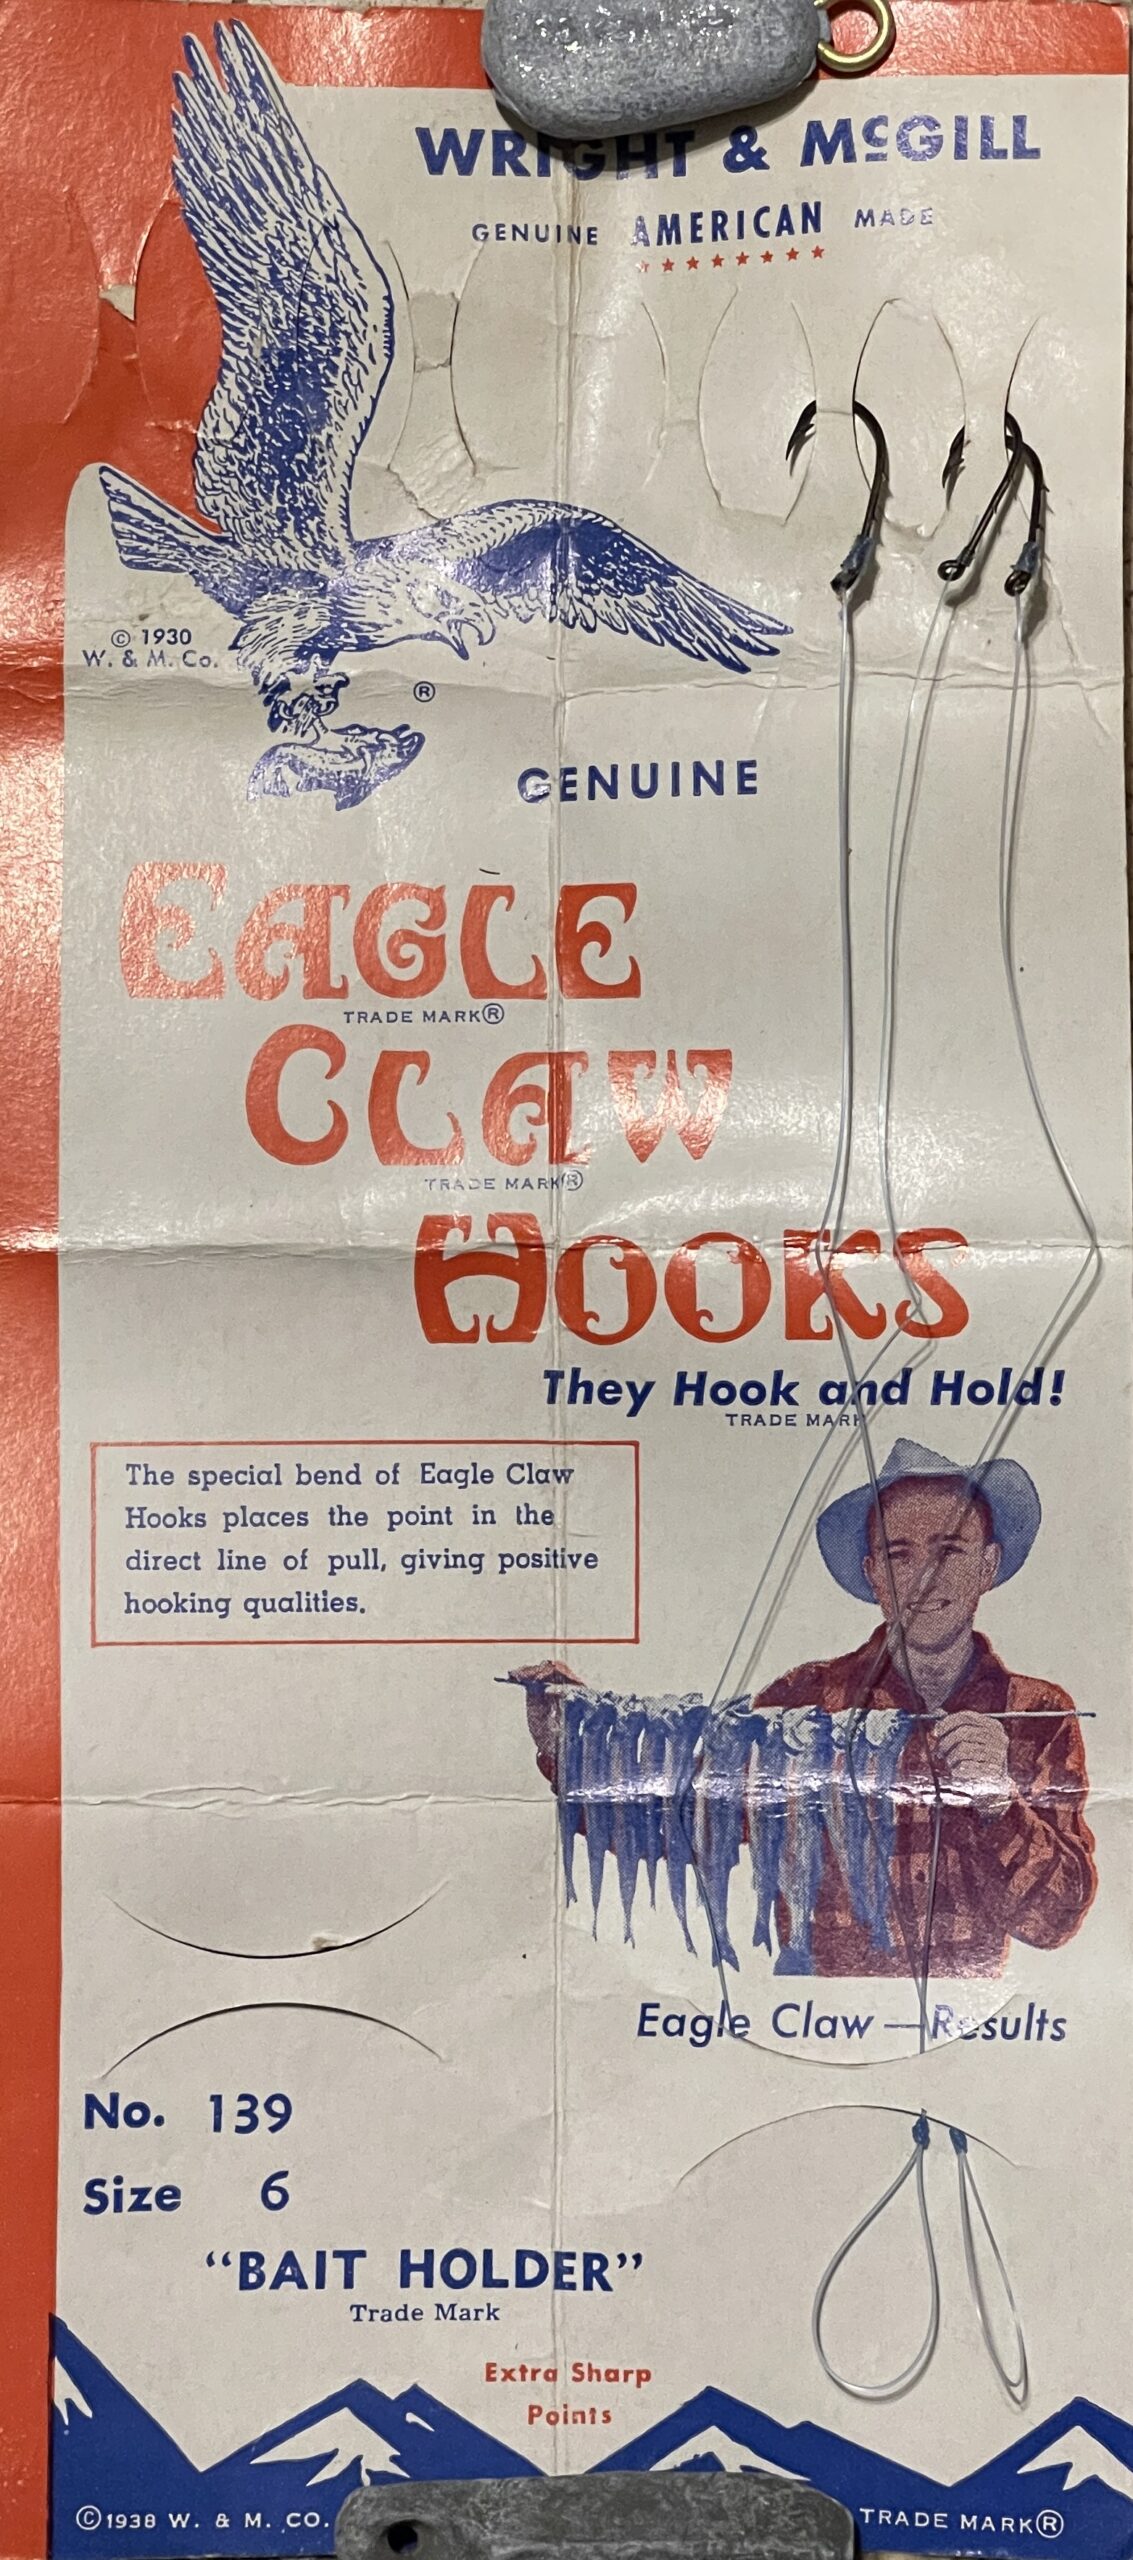 WRIGHT & McGILL
GENUINE AMERICAN MADE
© 1930
W. & M. Co.
®
GENUINE
EAGLE
TRADE MARK®
CLAW
TRADE MARK®
HOOKS
They Hook and Hold!
TRADE MARK
The special bend of Eagle Claw
Hooks places the point in the
direct line of pull, giving positive
hooking qualities.
Eagle Claw — Results
No. 139
Size 6
"BAIT HOLDER"
Trade Mark
Extra Sharp
Points
©1938 W. & M. CO.
TRADE MARK®